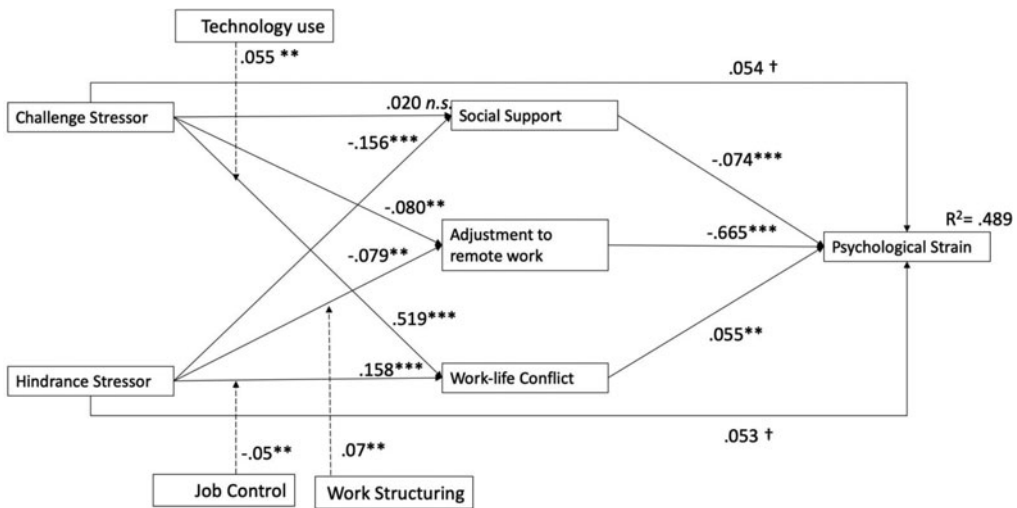 Technology use
.055 **
.054 †
.020 n.s.
Challenge Stressor
Social Support
-.156***
-.074***
-.080**
R²= .489
Adjustment to
remote work
-.665***
Psychological Strain
-.079**
.519***
.055**
.158***
Hindrance Stressor
Work-life Conflict
.053 †
-.05**
.07**
Job Control
Work Structuring